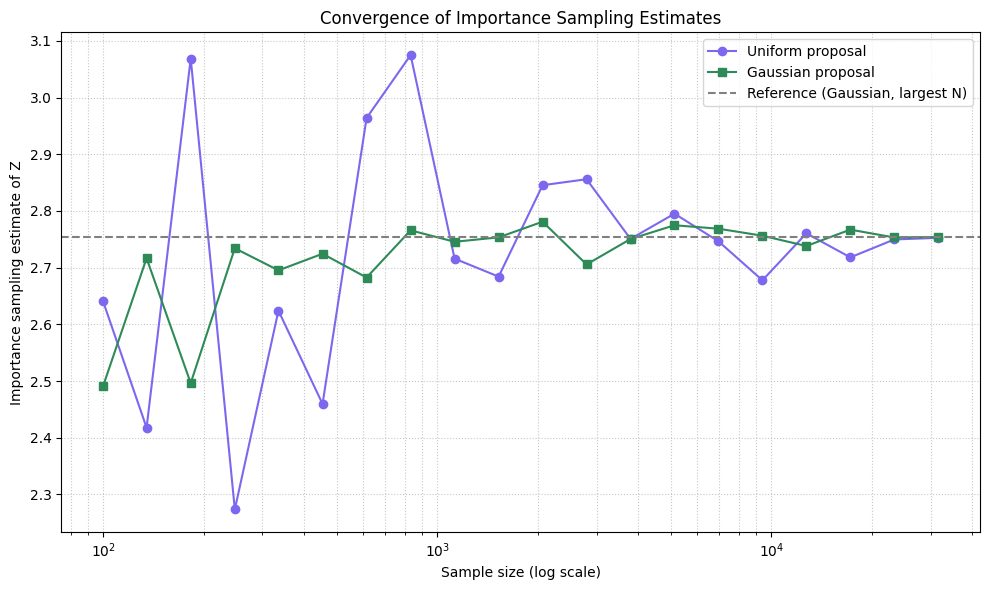 Convergence of Importance Sampling Estimates
Uniform proposal
Gaussian proposal
Reference (Gaussian, largest N)
Importance sampling estimate of Z
3.1
3.0
2.9
2.8
2.7
2.6
2.5
2.4
2.3
10²
10³
10⁴
Sample size (log scale)